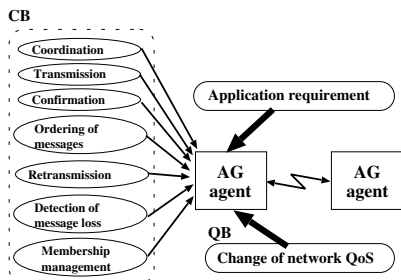 CB
Coordination
Transmission
Confirmation
Ordering of
messages
Retransmission
Detection of
message loss
Membership
management
Application requirement
AG
agent
AG
agent
QB
Change of network QoS